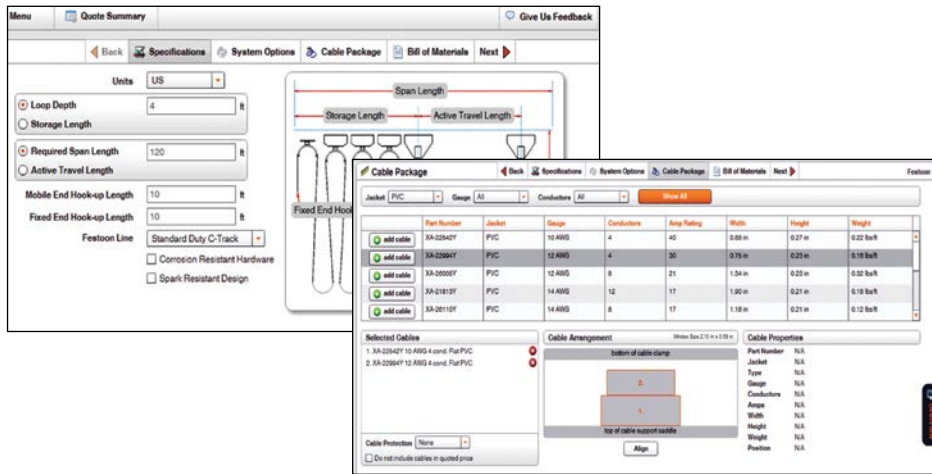 Menu Quote Summary Give Us Feedback
Back Specifications System Options Cable Package Bill of Materials Next
Units US
Loop Depth 4 ft
Storage Length
Required Span Length 120 ft
Active Travel Length
Mobile End Hook-up Length 10 ft
Fixed End Hook-up Length 10 ft
Festoon Line Standard Duty C-Track
Corrosion Resistant Hardware
Spark Resistant Design
Span Length
Storage Length Active Travel Length
Fixed End Hook
Cable Package Back Specifications System Options Cable Package Bill of Materials Next Festoon
Jacket PVC Gauge All Conductors All Show All
Part Number Jacket Gauge Conductors Amp Rating Width Height Weight
add cable XA-22642Y PVC 10 AWG 4 40 0.88 in 0.27 in 0.22 lbs/ft
add cable XA-22994Y PVC 12 AWG 4 30 0.75 in 0.23 in 0.16 lbs/ft
add cable PVC 12 AWG 8 21 1.34 in 0.23 in 0.32 lbs/ft
add cable XA-21813Y PVC 14 AWG 12 17 1.90 in 0.21 in 0.18 lbs/ft
add cable XA-26110Y PVC 14 AWG 8 17 1.18 in 0.21 in 0.12 lbs/ft
Selected Cables
1. XA-22642Y 10 AWG 4 cond. Flat PVC
2. XA-22994Y 12 AWG 4 cond. Flat PVC
Cable Protection None
Do not include cables in quoted price
Cable Arrangement
bottom of cable clamp
2.
1.
top of cable support saddle
Align
Cable Properties
Part Number N/A
Jacket N/A
Type N/A
Gauge N/A
Conductors N/A
Amps N/A
Width N/A
Height N/A
Weight N/A
Position N/A